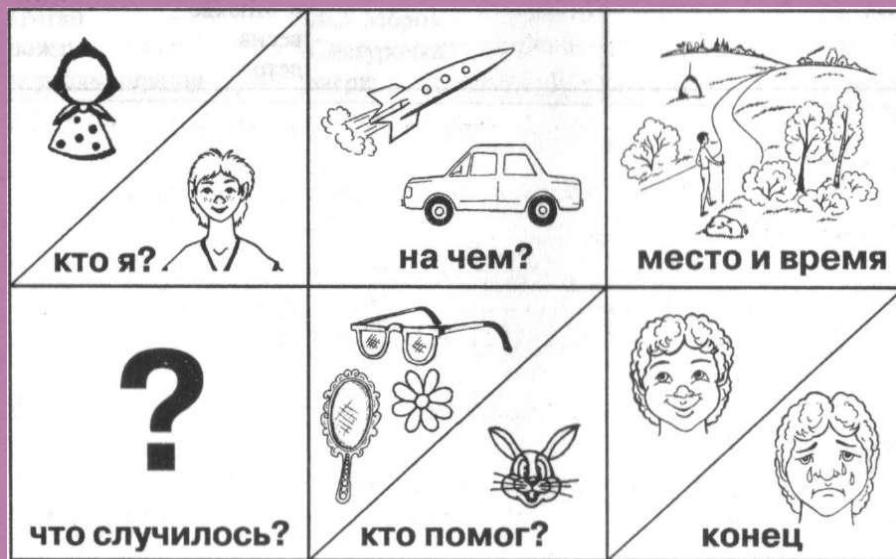 кто я?
на чем?
место и время
что случилось?
кто помог?
конец